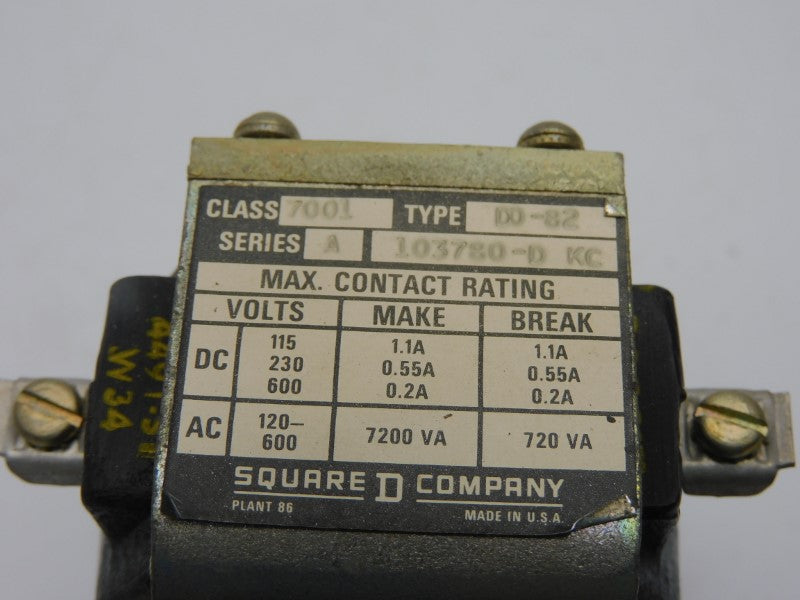 CLASS 7001 TYPE DO-82
SERIES A 103780-D KC
MAX. CONTACT RATING
VOLTS MAKE BREAK
DC 115 1.1A 1.1A
230 0.55A 0.55A
600 0.2A 0.2A
AC 120–600 7200 VA 720 VA
SQUARE D COMPANY
PLANT 86 MADE IN U.S.A
W34